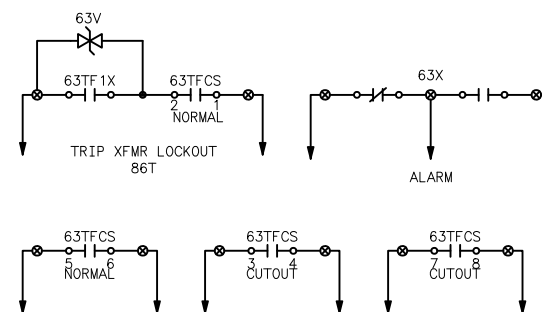 63V
63TF1X
63TFCS
2 1
NORMAL
TRIP XFMR LOCKOUT
86T
63X
ALARM
63TFCS
5 6
NORMAL
63TFCS
3 4
CUTOUT
63TFCS
7 8
CUTOUT